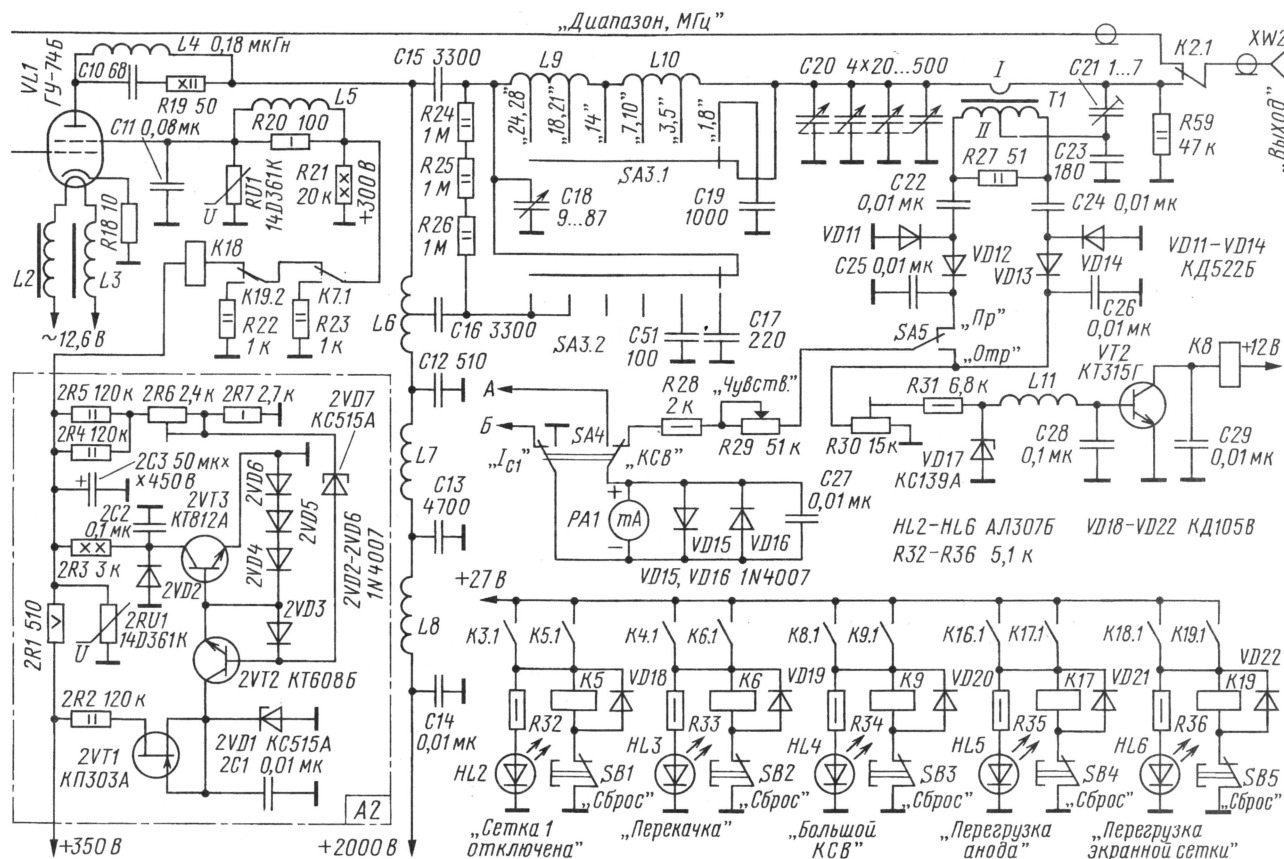 „Диапазон, МГц"
L4 0,18 мкГн
VL1
ГУ-74Б
C10 68
R19 50
C11 0,08 мк
L5
R20 100
RU1
14D361К
U
R21
20 к
+300 В
R18 10
L2
L3
~12,6 В
K18
K19.2
K7.1
R22
1 к
R23
1 к
C15 3300
R24
1 М
R25
1 М
R26
1 М
L6
C16 3300
C12 510
L7
C13
4700
L8
C14
0,01 мк
L9
L10
„24,28"
„18,21"
„14"
„7,10"
„3,5"
„1,8"
SA3.1
C18
9...87
C19
1000
SA3.2
C51
100
C17
220
C20 4×20...500
I
T1
II
R27 51
C21 1...7
C23
180
R59
47 к
K2.1
XW2
„Выход"
C22
0,01 мк
C24 0,01 мк
VD11
VD12
VD13
VD14
C25 0,01 мк
C26
0,01 мк
VD11–VD14
КД522Б
SA5
„Пр"
„Отр"
R28
2 к
„Чувств."
R29 51 к
R30 15 к
R31 6,8 к
L11
VT2
КТ315Г
K8
+12 В
VD17
КС139А
C28
0,1 мк
C29
0,01 мк
А
Б
SA4
„Ic1"
„КСВ"
PA1
mA
+
–
VD15
VD16
C27
0,01 мк
VD15, VD16 1N4007
HL2–HL6 АЛ307Б
VD18–VD22 КД105В
R32–R36 5,1 к
2R5 120 к
2R6 2,4 к
2R7 2,7 к
2R4 120 к
2VD7
КС515А
2C3 50 мк×
×450 В
+
2VT3
КТ812А
2C2
0,1 мк
2R3 3 к
2VD2
2VD6
2VD5
2VD4
2VD3
2VD2–2VD6
1N4007
2RU1
14D361К
U
2R1 510
2VT2 КТ608Б
2R2 120 к
2VT1
КП303А
2VD1 КС515А
2C1 0,01 мк
A2
+350 В
+2000 В
+27 В
K3.1
K5.1
K4.1
K6.1
K8.1
K9.1
K16.1
K17.1
K18.1
K19.1
K5
VD18
K6
VD19
K9
VD20
K17
VD21
K19
VD22
R32
R33
R34
R35
R36
HL2
SB1
„Сброс"
HL3
SB2
„Сброс"
HL4
SB3
„Сброс"
HL5
SB4
„Сброс"
HL6
SB5
„Сброс"
„Сетка 1
отключена"
„Перекачка"
„Большой
КСВ"
„Перегрузка
анода"
„Перегрузка
экранной сетки"